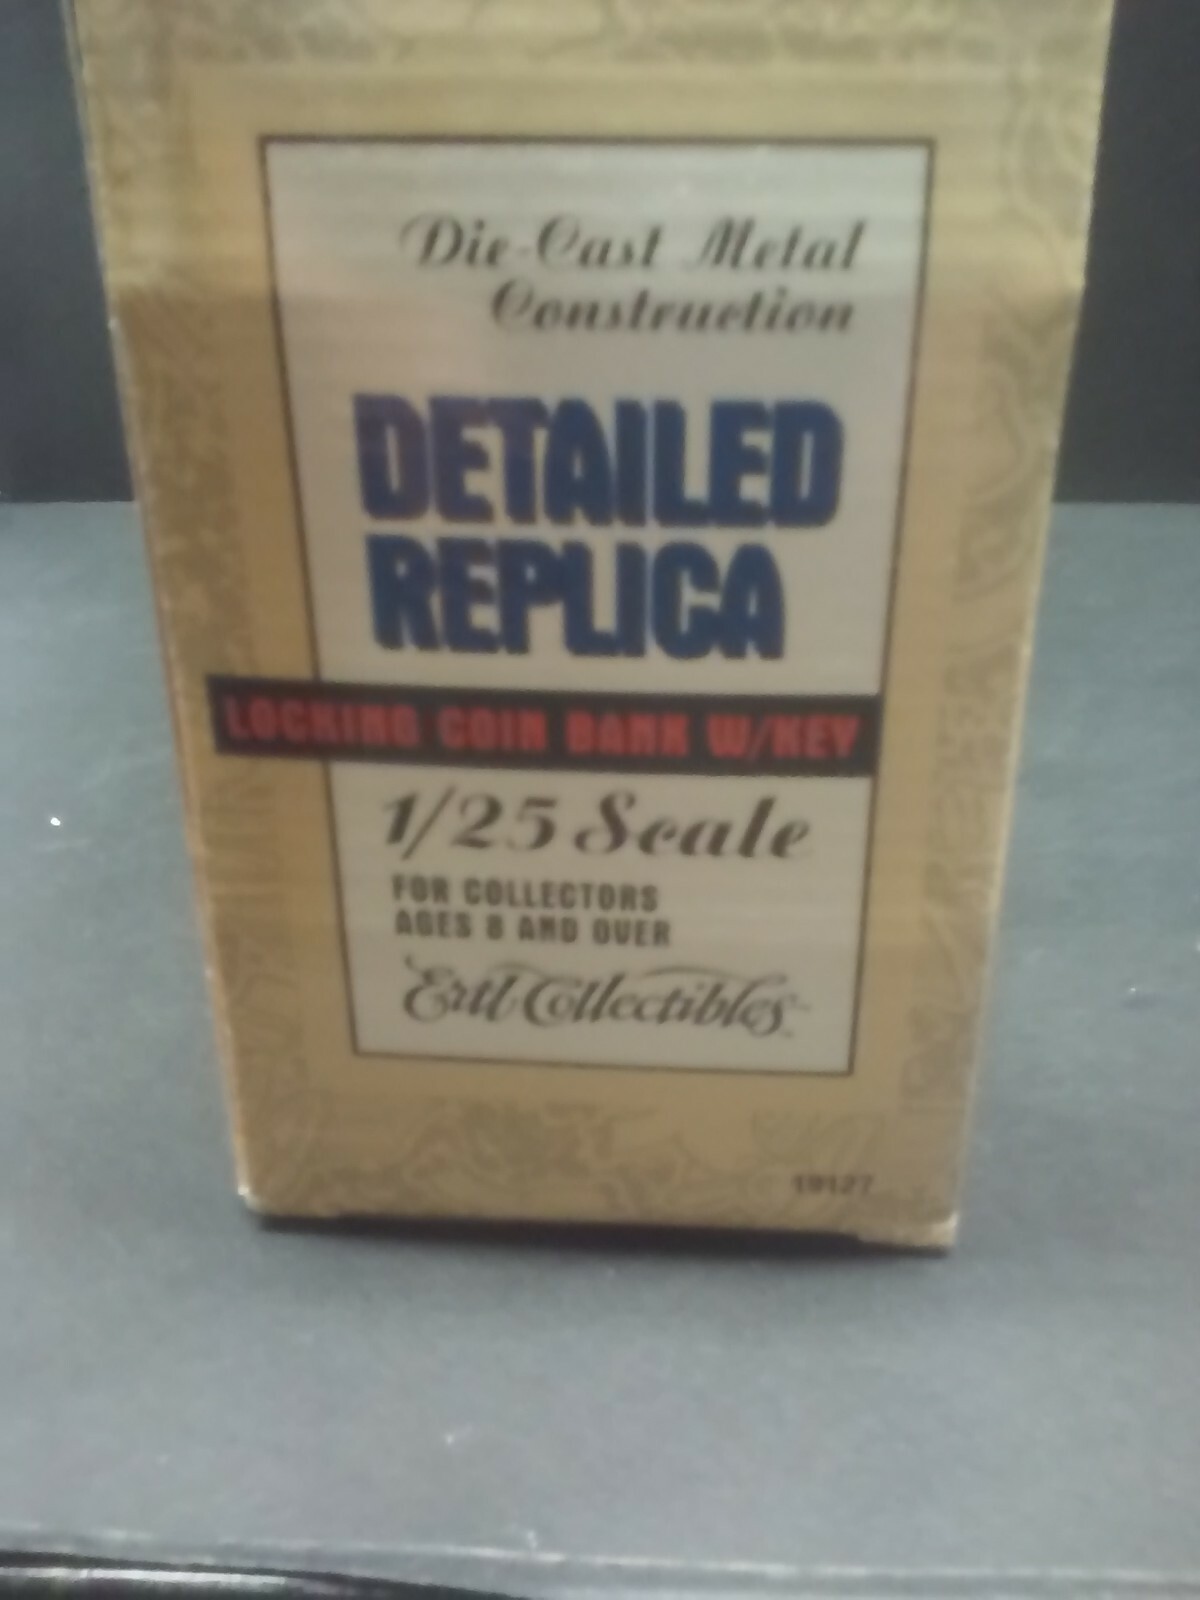 Die-Cast Metal
Construction
DETAILED
REPLICA
LOCKING COIN BANK W/KEY
1/25 Scale
FOR COLLECTORS
AGES 8 AND OVER
Ertl Collectibles